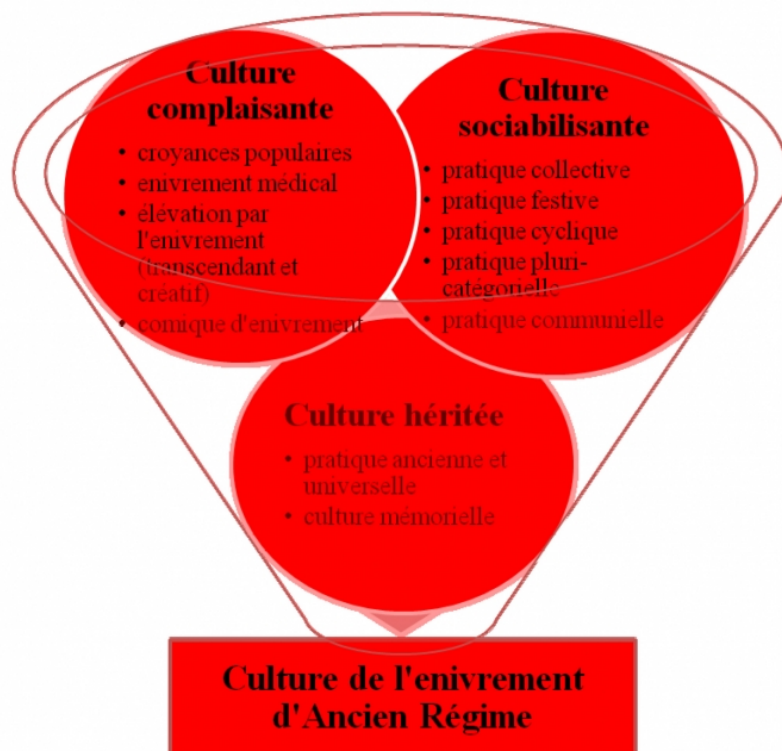 Culture
complaisante
• croyances populaires
• enivrement médical
• élévation par
l'enivrement
(transcendant et
créatif)
• comique d'enivrement
Culture
sociabilisante
• pratique collective
• pratique festive
• pratique cyclique
• pratique pluri-
catégorielle
• pratique communielle
Culture héritée
• pratique ancienne et
universelle
• culture mémorielle
Culture de l'enivrement
d'Ancien Régime